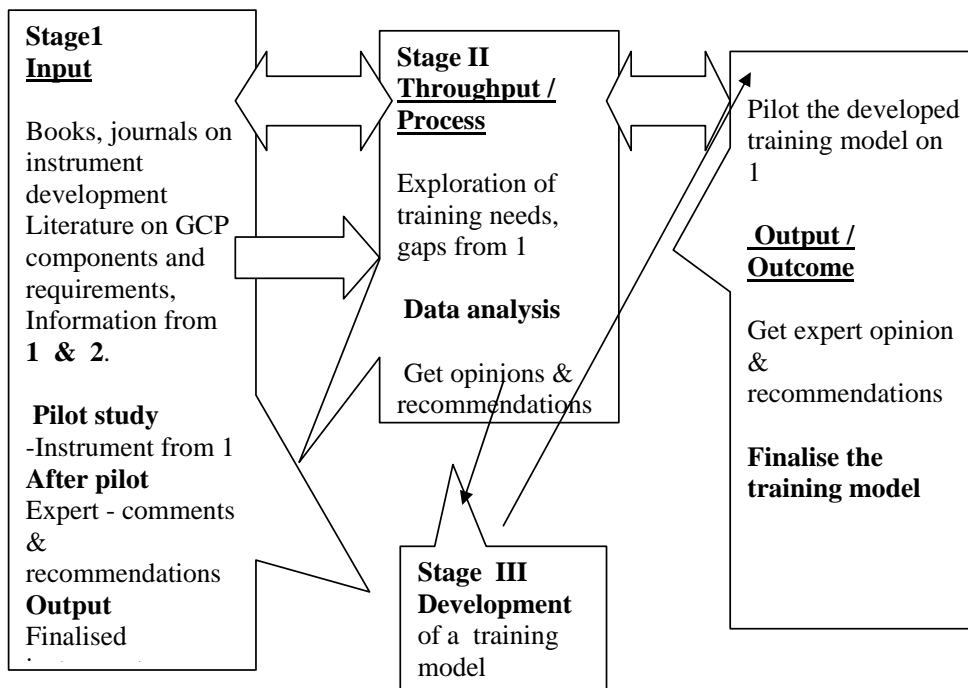 Stage1
Input
Books, journals on
instrument
development
Literature on GCP
components and
requirements,
Information from
1 & 2.
Pilot study
-Instrument from 1
After pilot
Expert - comments
&
recommendations
Output
Finalised
Stage II
Throughput /
Process
Exploration of
training needs,
gaps from 1
Data analysis
Get opinions &
recommendations
Stage III
Development
of a training
model
Pilot the developed
training model on
1
Output /
Outcome
Get expert opinion
&
recommendations
Finalise the
training model